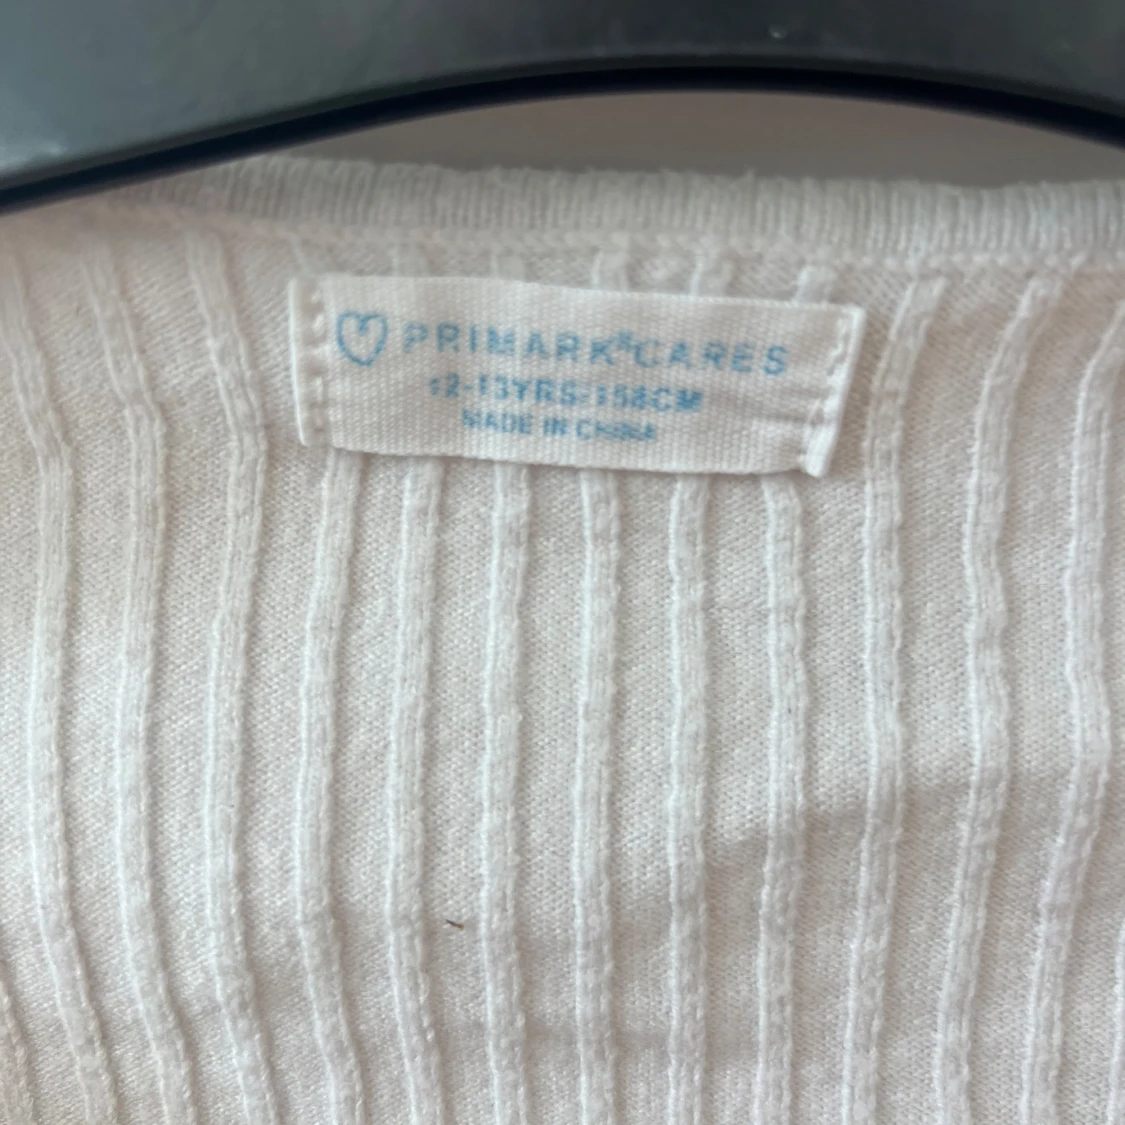 PRIMARK®CARES
12-13YRS/158CM
MADE IN CHINA